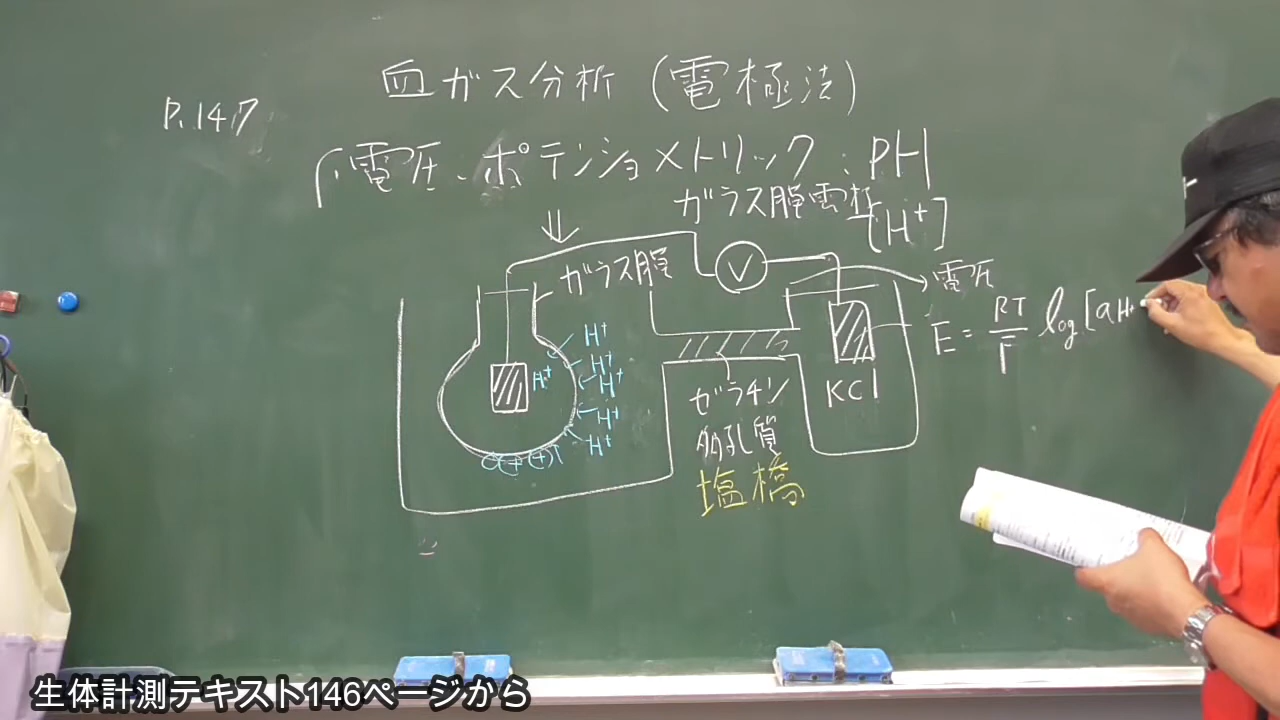 血ガス分析（電極法）
P.147
電圧.ポテンショメトリック:PH
ガラス膜電極
[H⁺]
ガラス膜
V
電圧
E=RT/F log[aH+
H⁺
H⁺
H⁺
H⁺
H⁺
H⁺
KCl
ゼラチン
多孔質
塩橋
生体計測テキスト146ページから